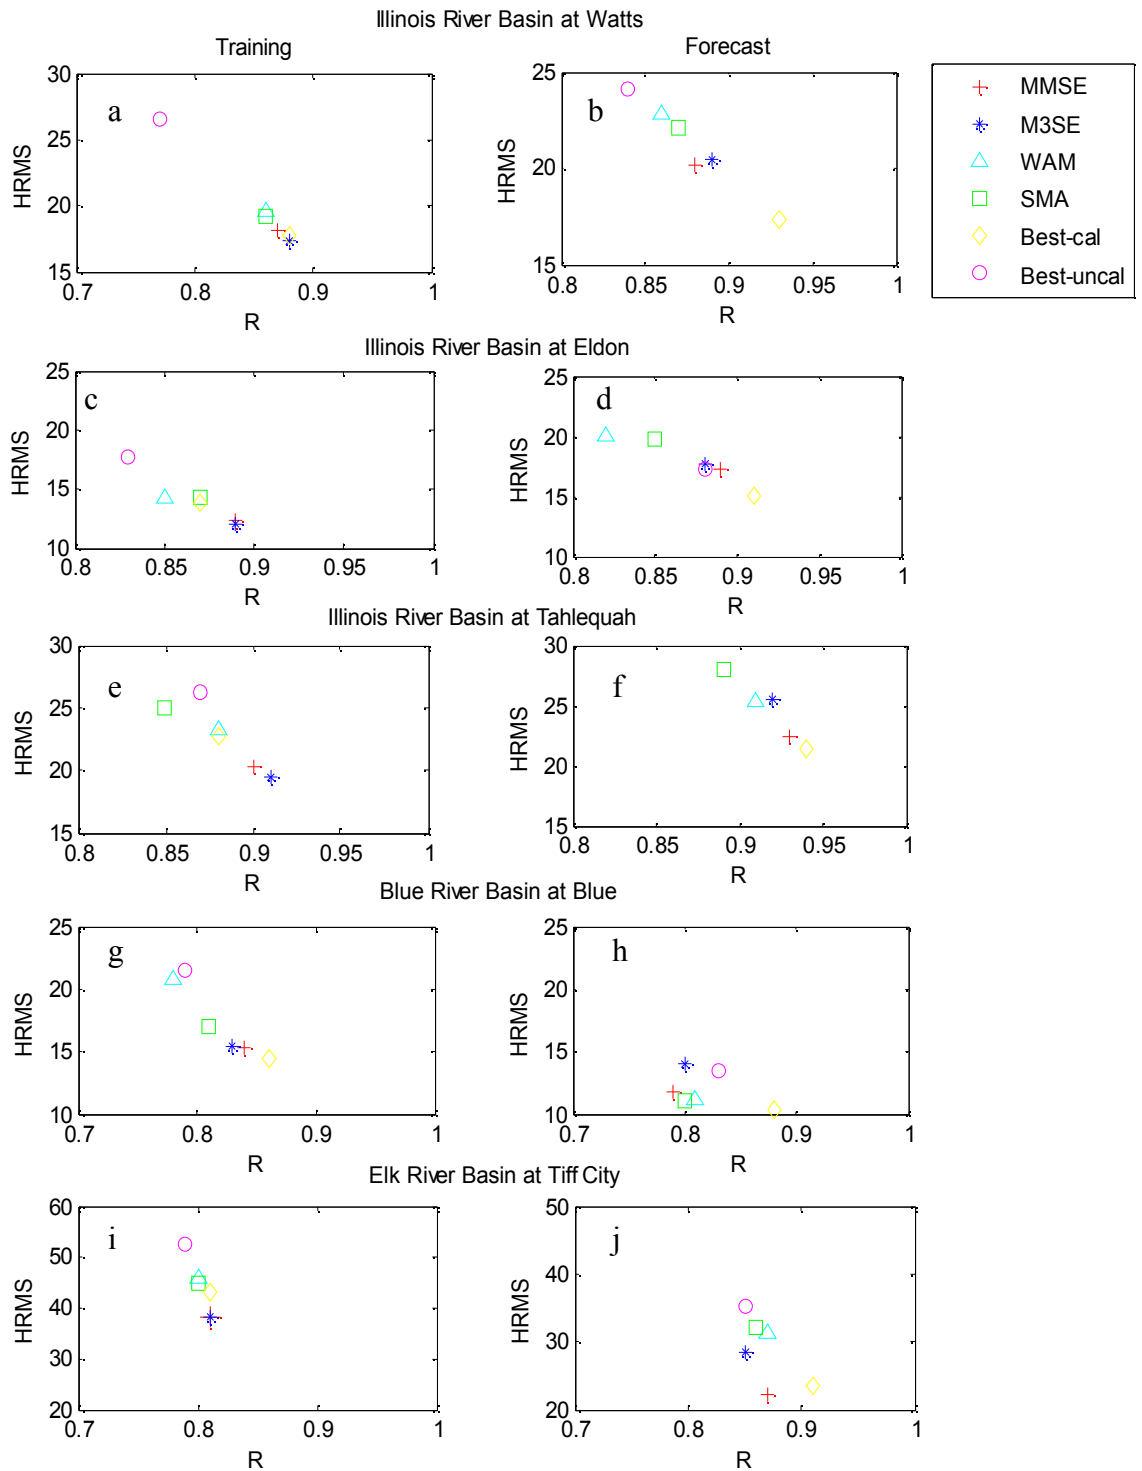 Illinois River Basin at Watts
Training
Forecast
30
25
20
15
0.7
0.8
0.9
1
HRMS
R
a
25
20
15
0.8
0.85
0.9
0.95
1
HRMS
R
b
MMSE
M3SE
WAM
SMA
Best-cal
Best-uncal
Illinois River Basin at Eldon
25
20
15
10
0.8
0.85
0.9
0.95
1
HRMS
R
c
25
20
15
10
0.8
0.85
0.9
0.95
1
HRMS
R
d
Illinois River Basin at Tahlequah
30
25
20
15
0.8
0.85
0.9
0.95
1
HRMS
R
e
30
25
20
15
0.8
0.85
0.9
0.95
1
HRMS
R
f
Blue River Basin at Blue
25
20
15
10
0.7
0.8
0.9
1
HRMS
R
g
25
20
15
10
0.7
0.8
0.9
1
HRMS
R
h
Elk River Basin at Tiff City
60
50
40
30
20
0.7
0.8
0.9
1
HRMS
R
i
50
40
30
20
0.7
0.8
0.9
1
HRMS
R
j